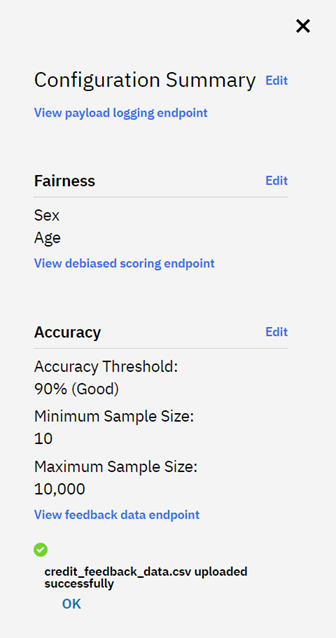 Configuration Summary Edit
View payload logging endpoint
Fairness Edit
Sex
Age
View debiased scoring endpoint
Accuracy Edit
Accuracy Threshold:
90% (Good)
Minimum Sample Size:
10
Maximum Sample Size:
10,000
View feedback data endpoint
credit_feedback_data.csv uploaded
successfully
OK